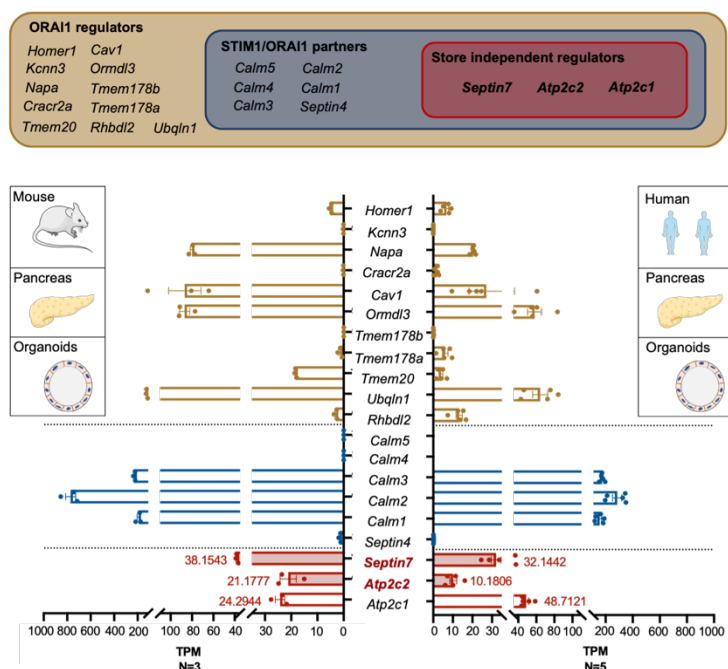 ORAI1 regulators
Homer1 Cav1
Kcnn3 Ormdl3
Napa Tmem178b
Cracr2a Tmem178a
Tmem20 Rhbdl2 Ubqln1
STIM1/ORAI1 partners
Calm5 Calm2
Calm4 Calm1
Calm3 Septin4
Store independent regulators
Septin7 Atp2c2 Atp2c1
Mouse
Pancreas
Organoids
Human
Pancreas
Organoids
Homer1
Kcnn3
Napa
Cracr2a
Cav1
Ormdl3
Tmem178b
Tmem178a
Tmem20
Ubqln1
Rhbdl2
Calm5
Calm4
Calm3
Calm2
Calm1
Septin4
38.1543 Septin7 32.1442
21.1777 Atp2c2 10.1806
24.2944 Atp2c1 48.7121
1000 800 600 400 200 100 80 60 40 30 20 10 0
0 10 20 30 40 60 80 100 200 400 600 800 1000
TPM
N=3
TPM
N=5